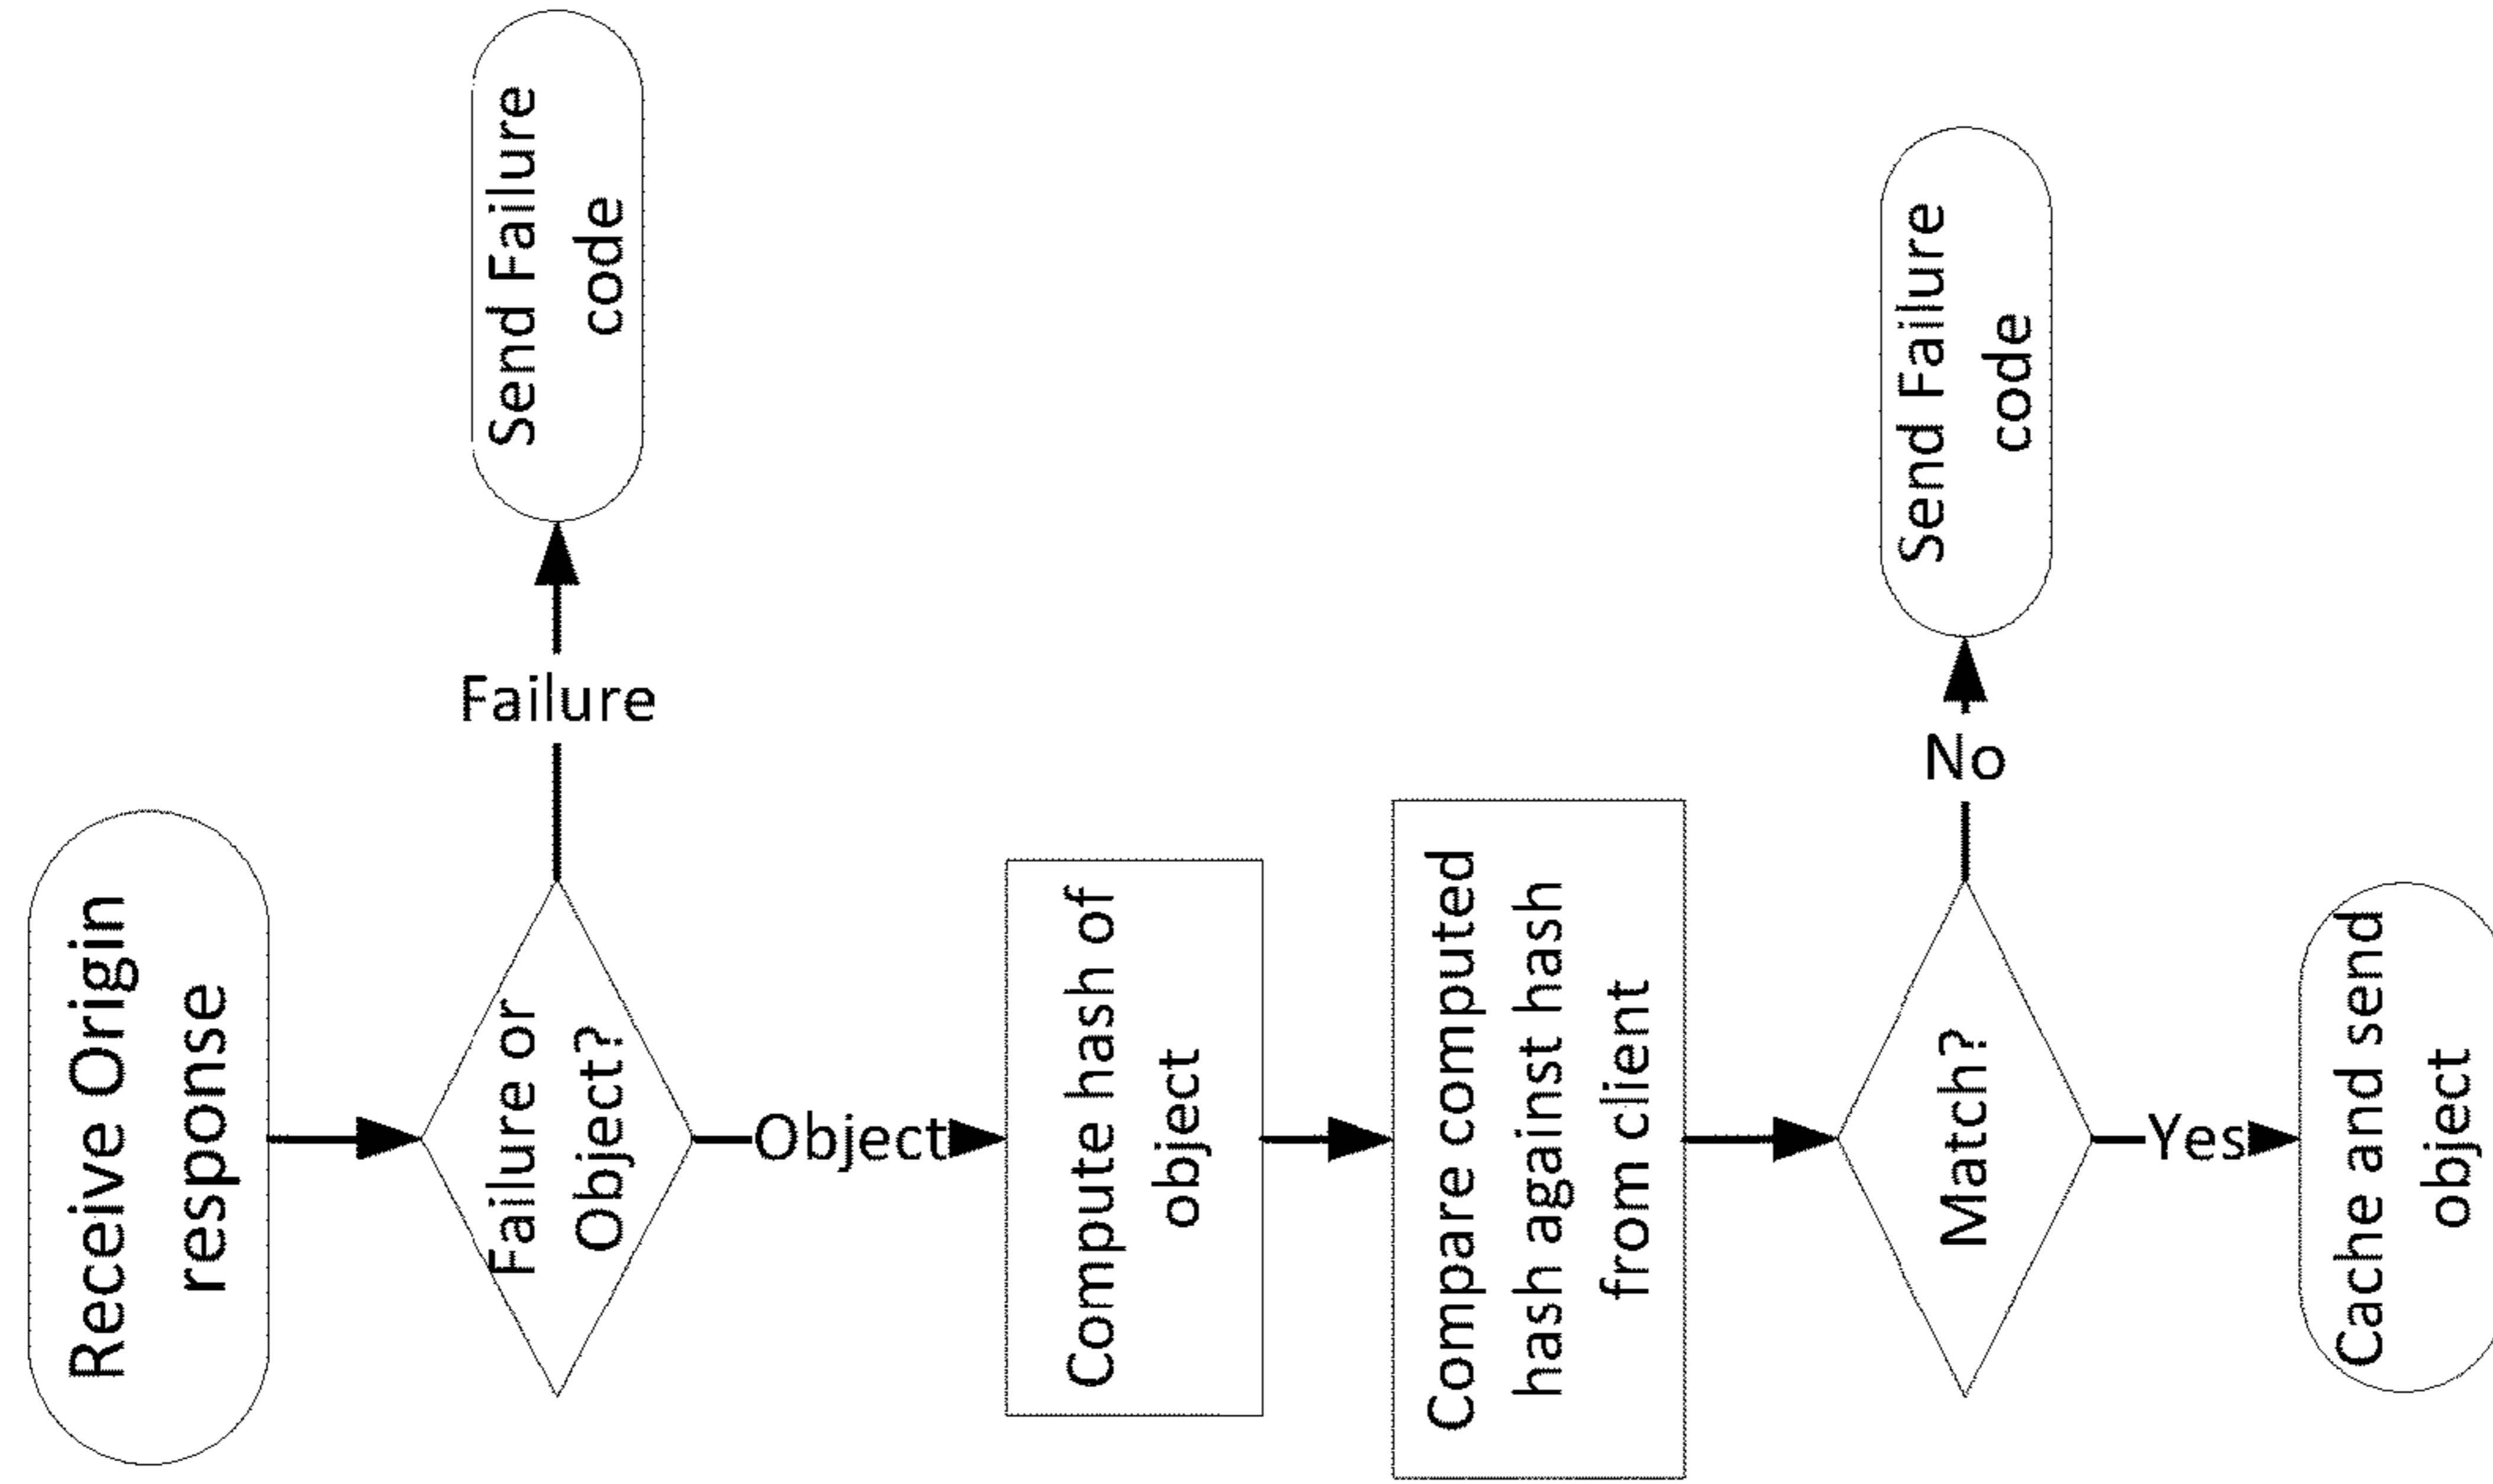 Receive Origin
response
Failure or
Object?
Failure
Send Failure
code
Object
Compute hash of
object
Compare computed
hash against hash
from client
Match?
No
Send Failure
code
Yes
Cache and send
object